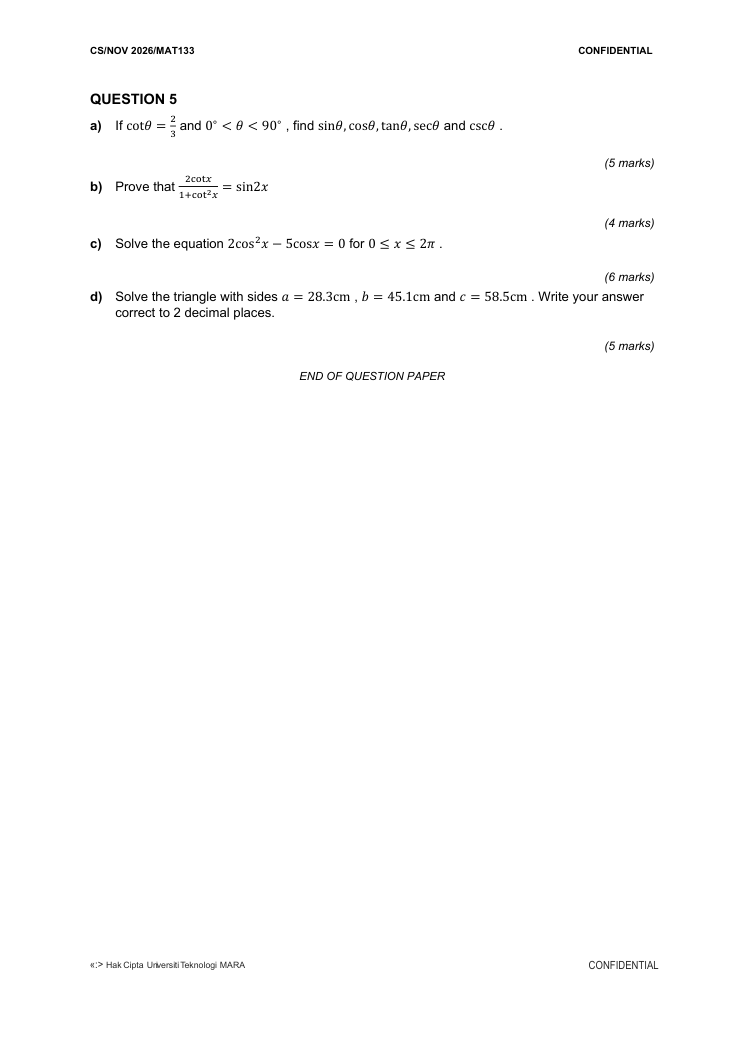 CS/NOV 2026/MAT133 CONFIDENTIAL
QUESTION 5
a) If cotθ = 2/3 and 0° < θ < 90° , find sinθ, cosθ, tanθ, secθ and cscθ .
(5 marks)
b) Prove that 2cotx/1+cot²x = sin2x
(4 marks)
c) Solve the equation 2cos²x − 5cosx = 0 for 0 ≤ x ≤ 2π .
(6 marks)
d) Solve the triangle with sides a = 28.3cm , b = 45.1cm and c = 58.5cm . Write your answer
correct to 2 decimal places.
(5 marks)
END OF QUESTION PAPER
«:> Hak Cipta Universiti Teknologi MARA CONFIDENTIAL